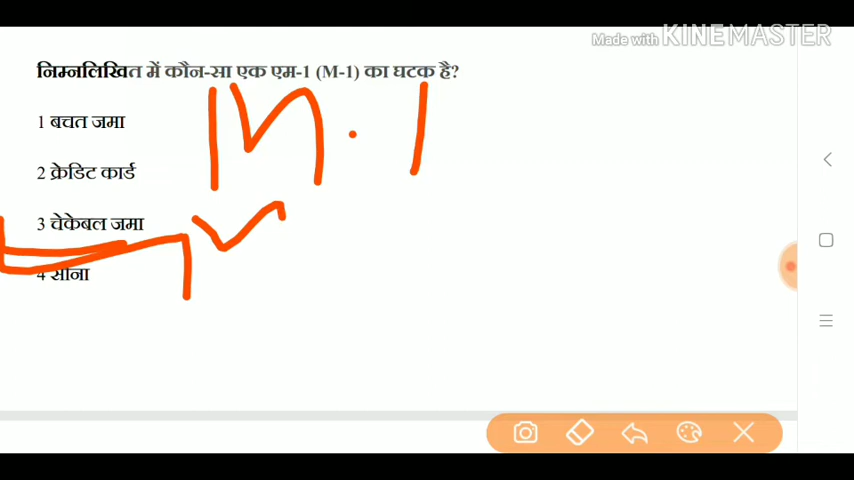 Made with KINEMASTER
निम्नलिखित में कौन-सा एक एम-1 (M-1) का घटक है?
1 बचत जमा
M. 1
2 क्रेडिट कार्ड
3 चेकेबल जमा
4 सोना